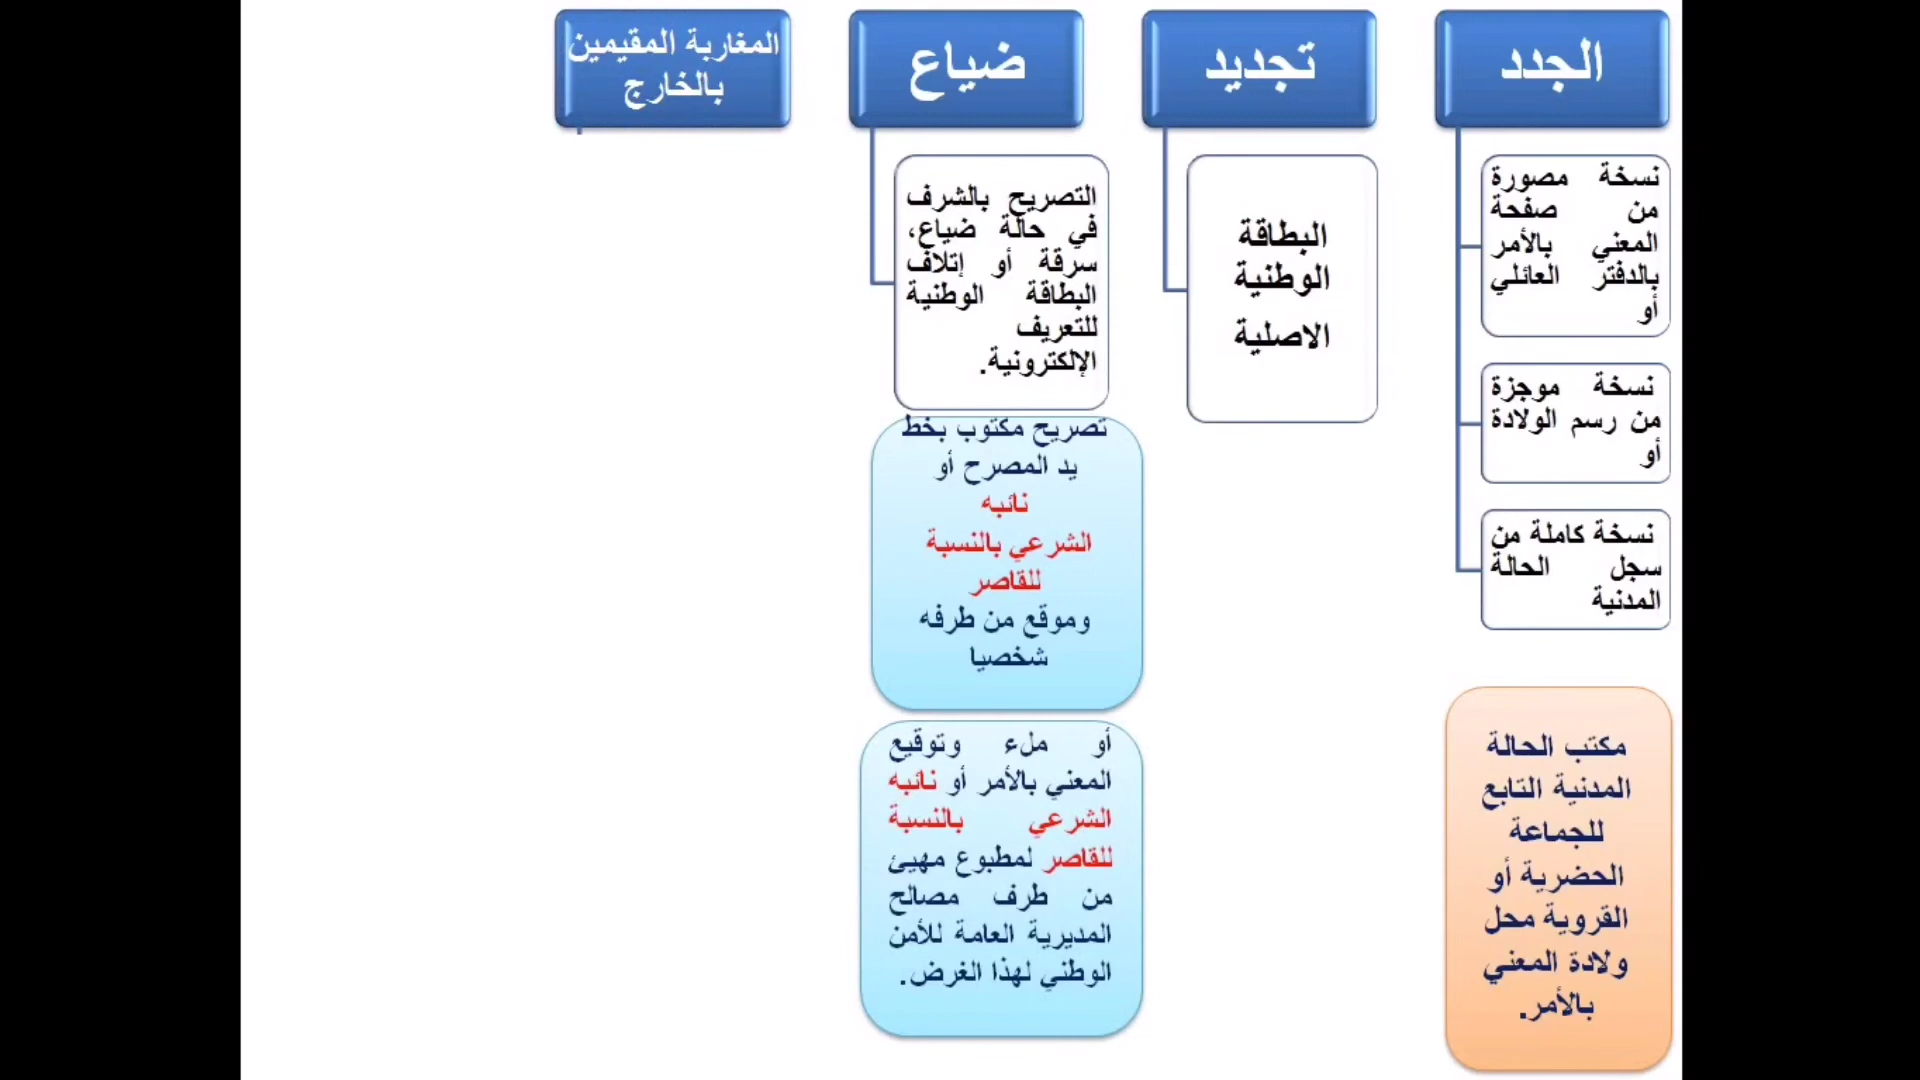 الجدد
نسخة مصورة
من صفحة
المعني بالأمر
بالدفتر العائلي
أو
نسخة موجزة
من رسم الولادة
أو
نسخة كاملة من
سجل الحالة
المدنية
مكتب الحالة
المدنية التابع
للجماعة
الحضرية أو
القروية محل
ولادة المعني
بالأمر.
تجديد
البطاقة
الوطنية
الاصلية
ضياع
التصريح بالشرف
في حالة ضياع،
سرقة أو إتلاف
البطاقة الوطنية
للتعريف
الإلكترونية.
تصريح مكتوب بخط
يد المصرح أو
نائبه
الشرعي بالنسبة
للقاصر
وموقع من طرفه
شخصيا
أو ملء وتوقيع
المعني بالأمر أو نائبه
الشرعي بالنسبة
للقاصر لمطبوع مهيئ
من طرف مصالح
المديرية العامة للأمن
الوطني لهذا الغرض.
المغاربة المقيمين
بالخارج